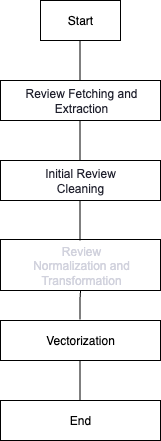 Start
Review Fetching and
Extraction
Initial Review
Cleaning
Review
Normalization and
Transformation
Vectorization
End